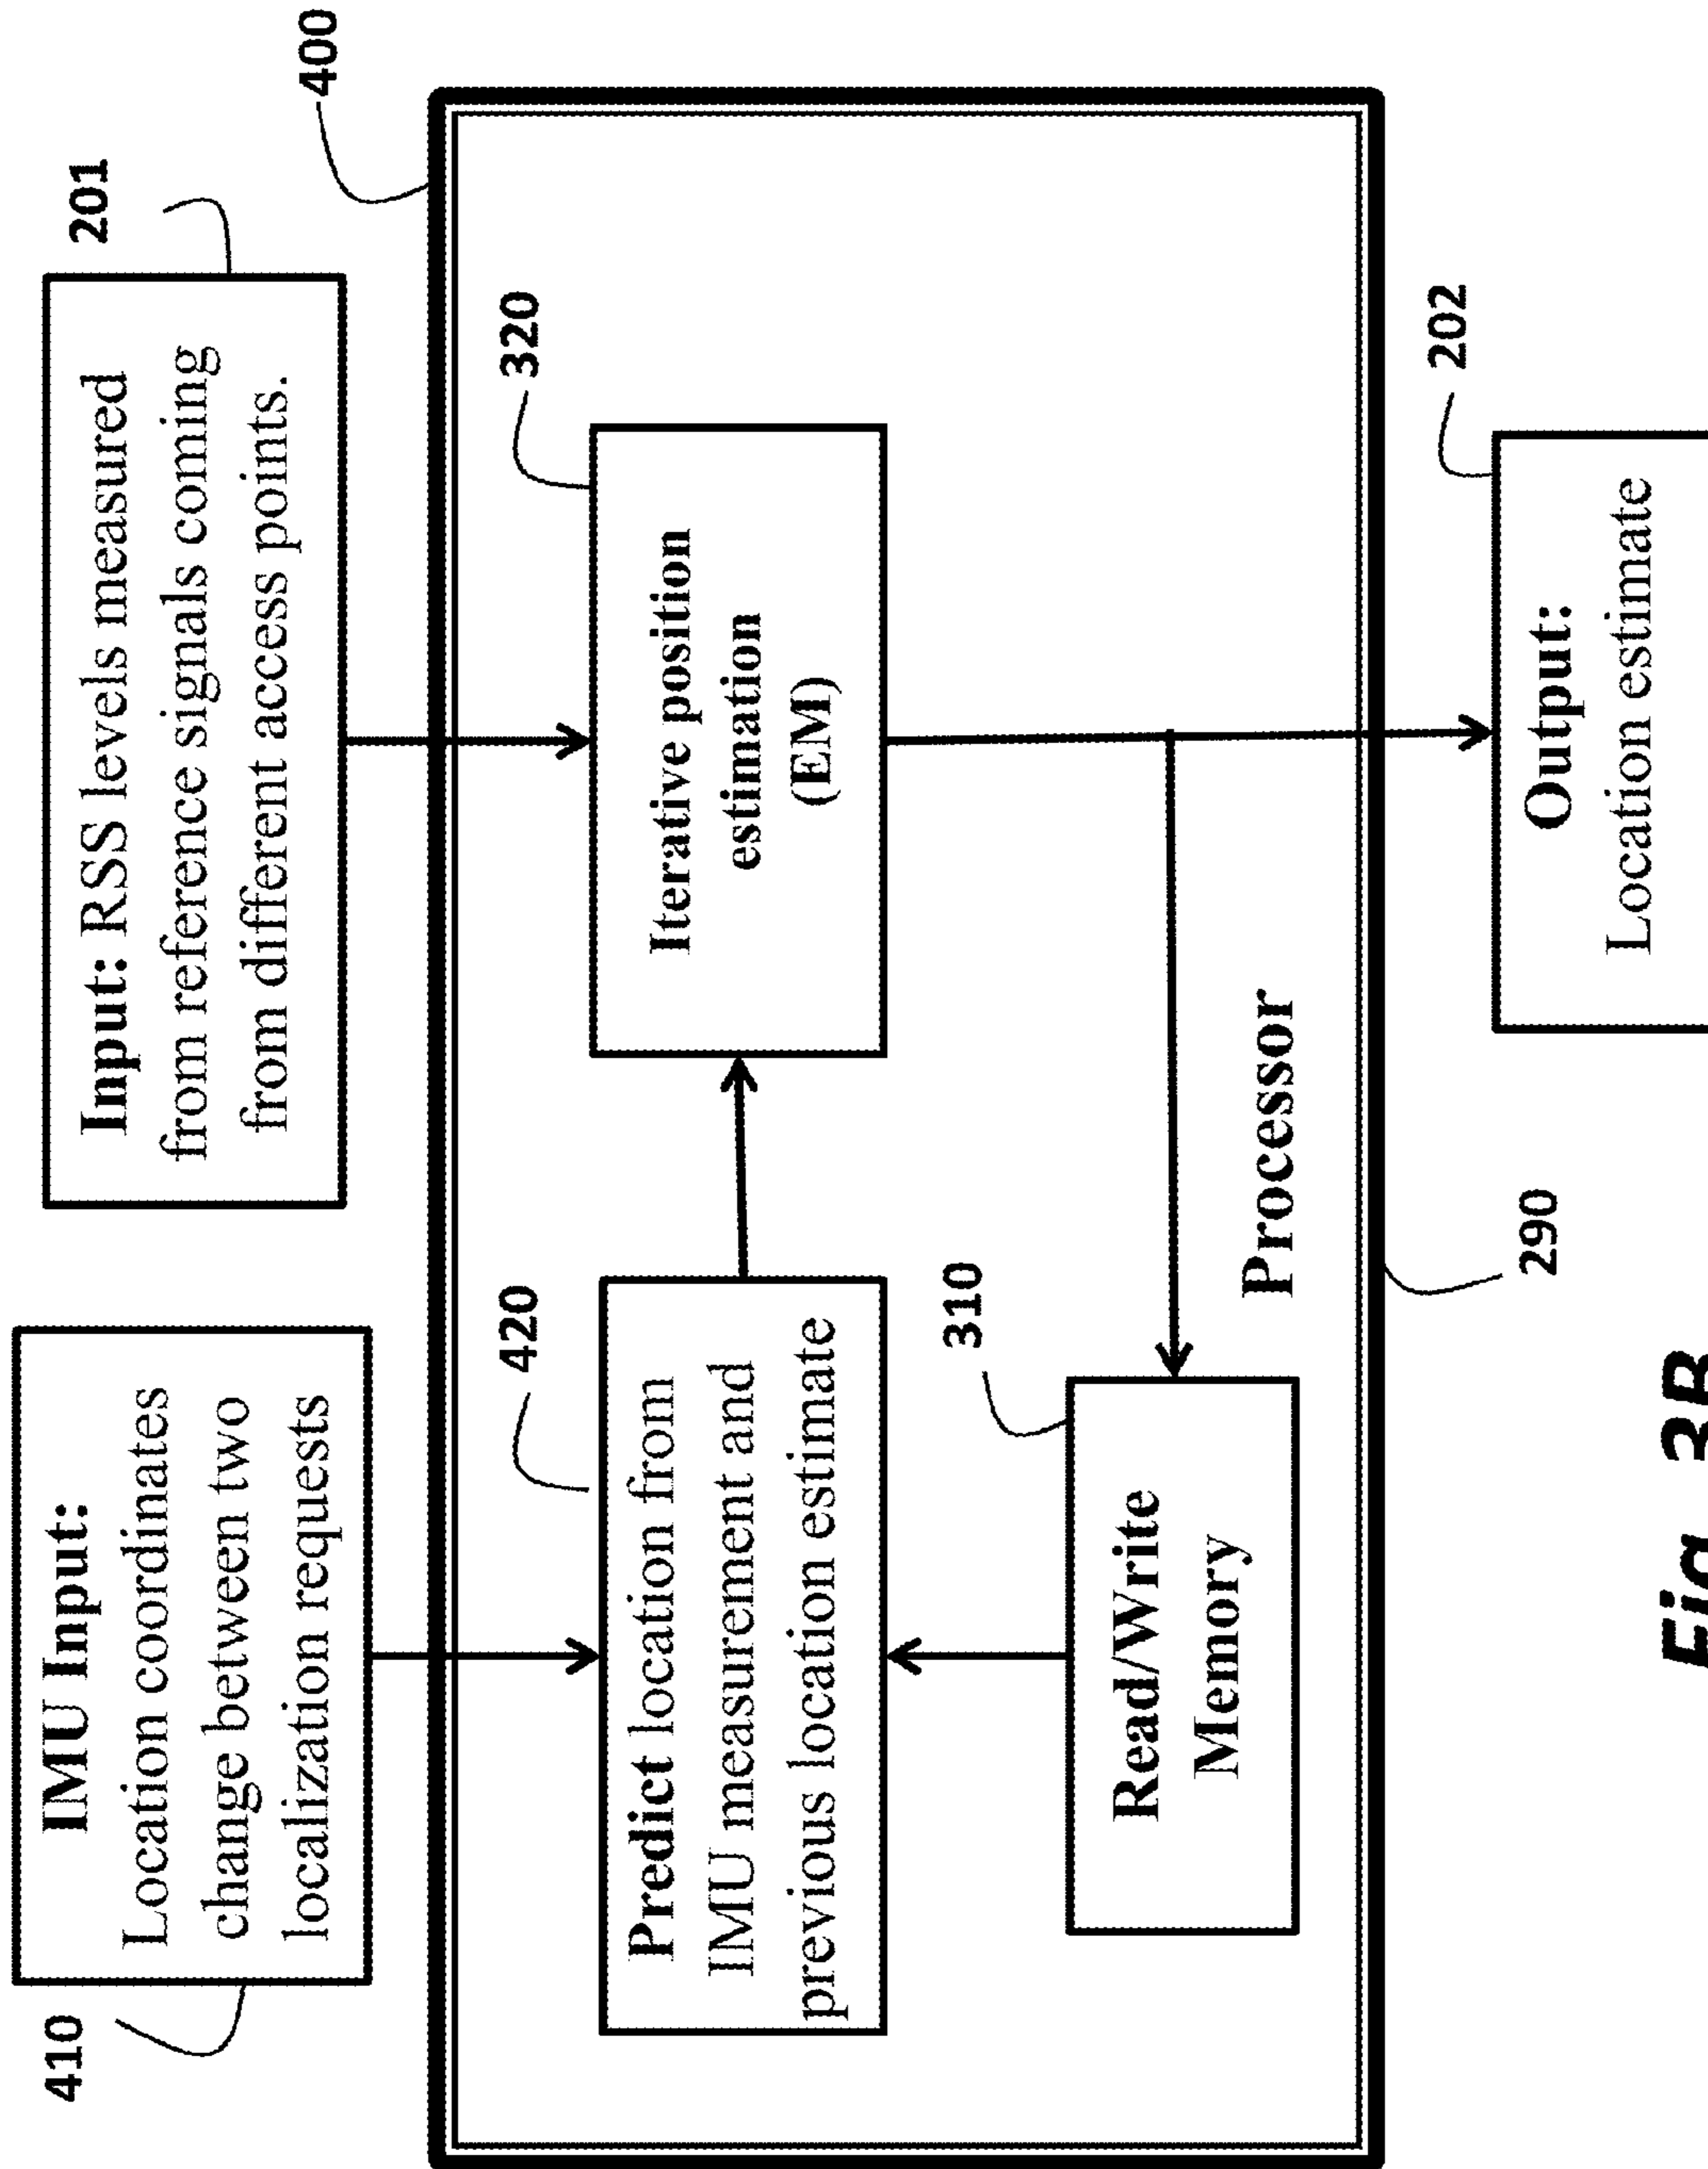 410
IMU Input:
Location coordinates
change between two
localization requests
201
Input: RSS levels measured
from reference signals coming
from different access points.
400
420
Predict location from
IMU measurement and
previous location estimate
320
Iterative position
estimation
(EM)
310
Read/Write
Memory
Processor
290
202
Output:
Location estimate
Fig. 3B